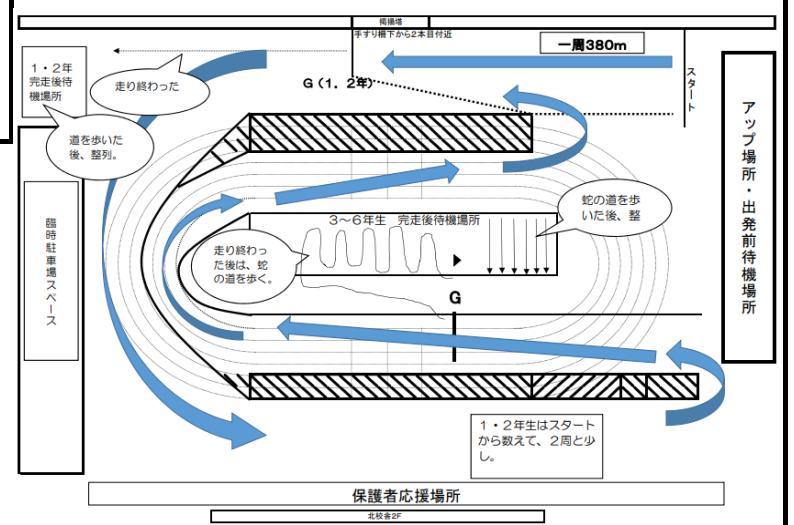 掲揚塔
手すり橋下から2本目付近
一周380m
スタート
1・2年
完走後待
機場所
走り終わった
G（1．2年）
道を歩いた
後、整列。
アップ場所・出発前待機場所
蛇の道を歩
いた後、整
3～6年生　完走後待機場所
走り終わっ
た後は、蛇
の道を歩く。
臨時駐車場スペース
G
1・2年生はスタート
から数えて、2周と少
し。
保護者応援場所
北校舎2F